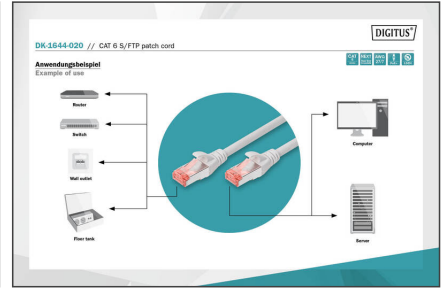 DIGITUS®
DK-1644-020 // CAT 6 S/FTP patch cord
Anwendungsbeispiel
Example of use
Router
Switch
Wall outlet
Floor tank
Computer
Server